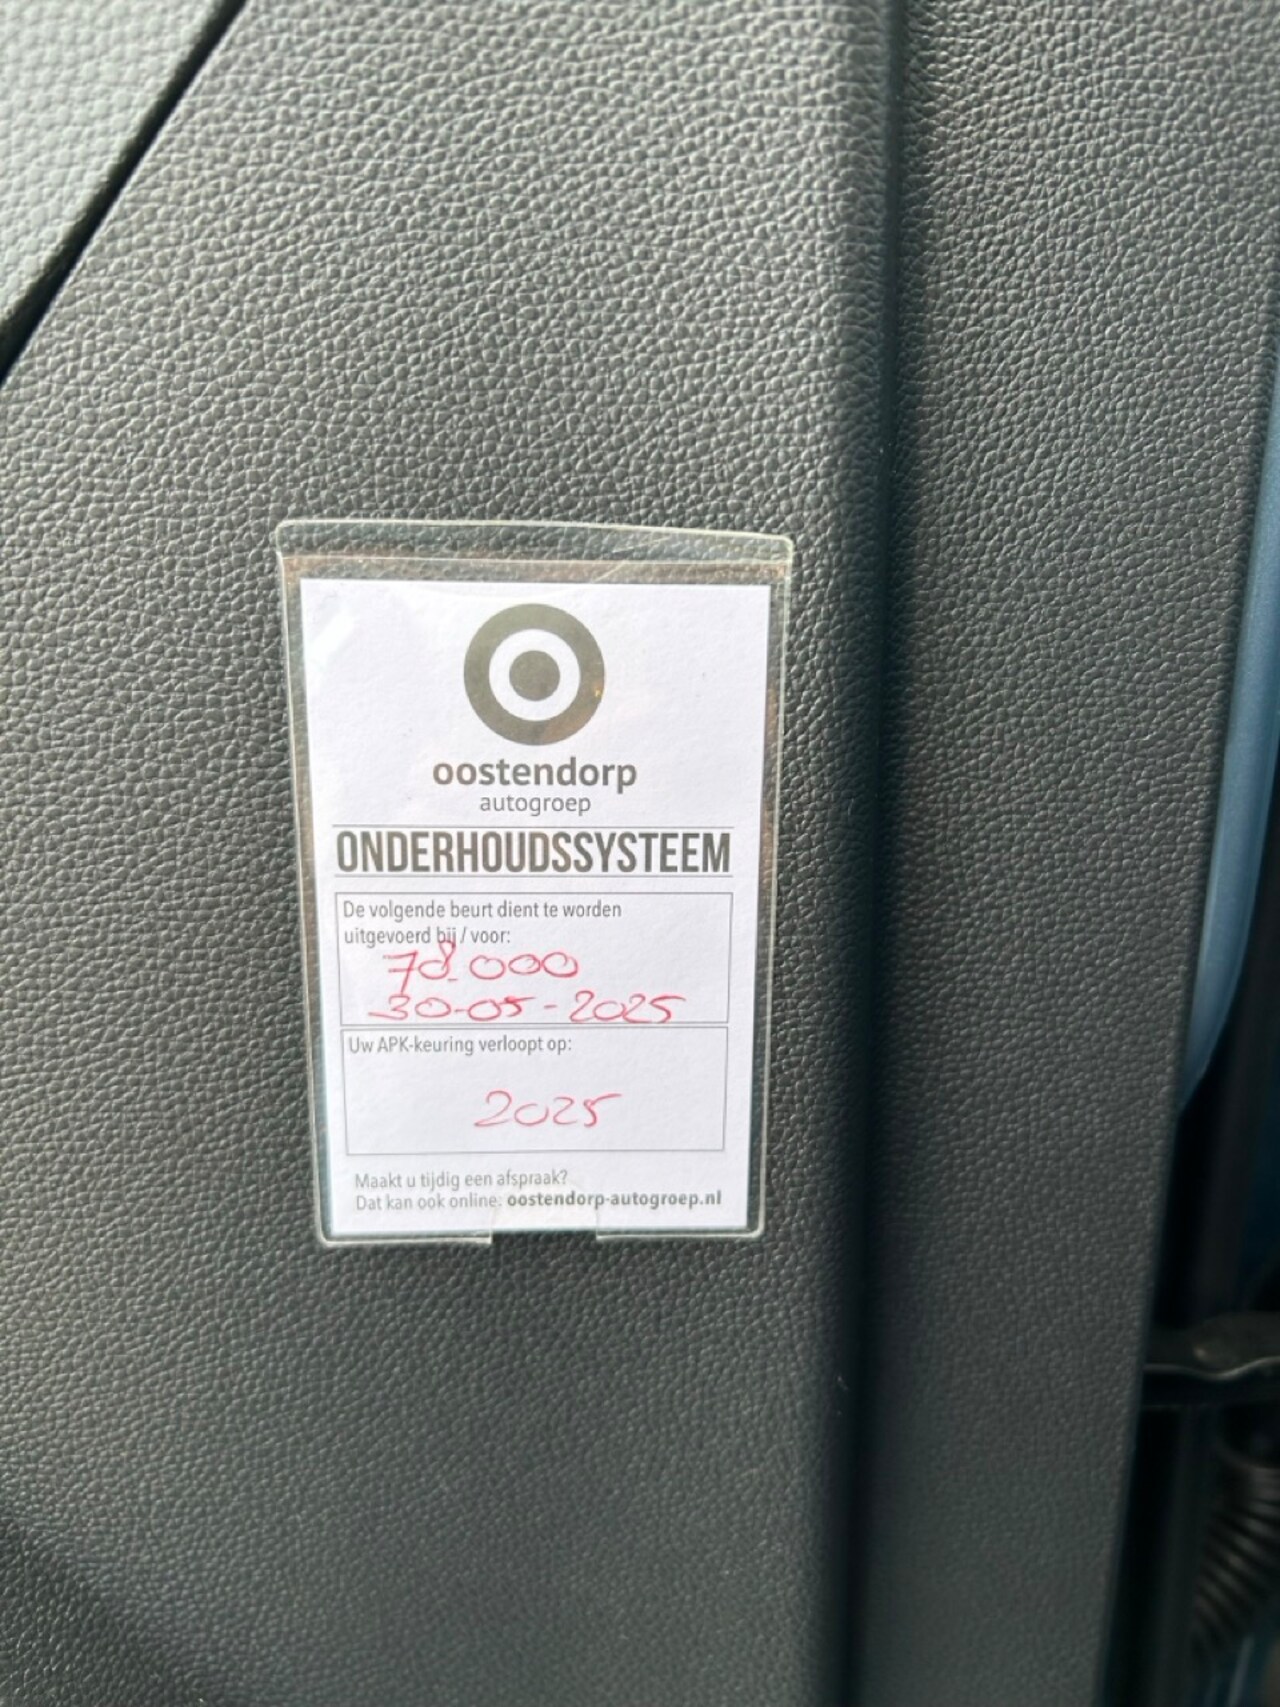 oostendorp
autogroep
ONDERHOUDSSYSTEEM
De volgende beurt dient te worden
uitgevoerd bij / voor:
78.000
30-05-2025
Uw APK-keuring verloopt op:
2025
Maakt u tijdig een afspraak?
Dat kan ook online: oostendorp-autogroep.nl